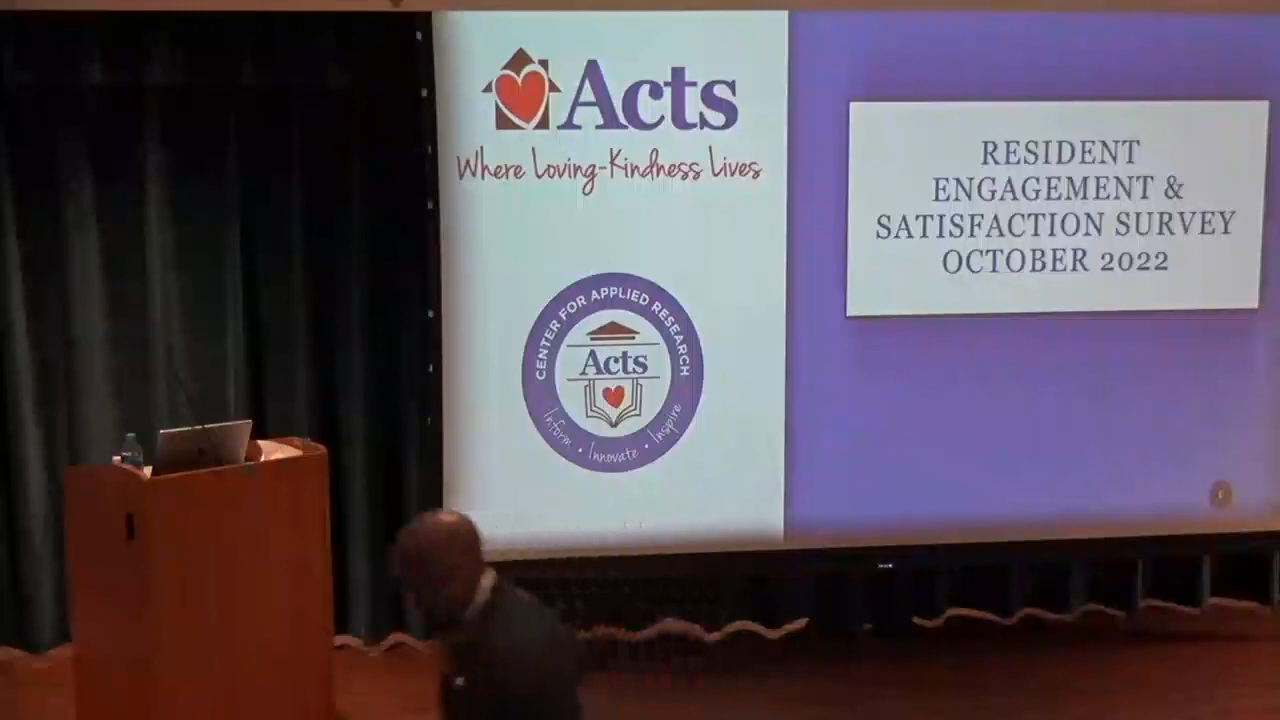 Acts
Where Loving-Kindness Lives
CENTER FOR APPLIED RESEARCH
Acts
Inform • Innovate • Inspire
RESIDENT
ENGAGEMENT &
SATISFACTION SURVEY
OCTOBER 2022